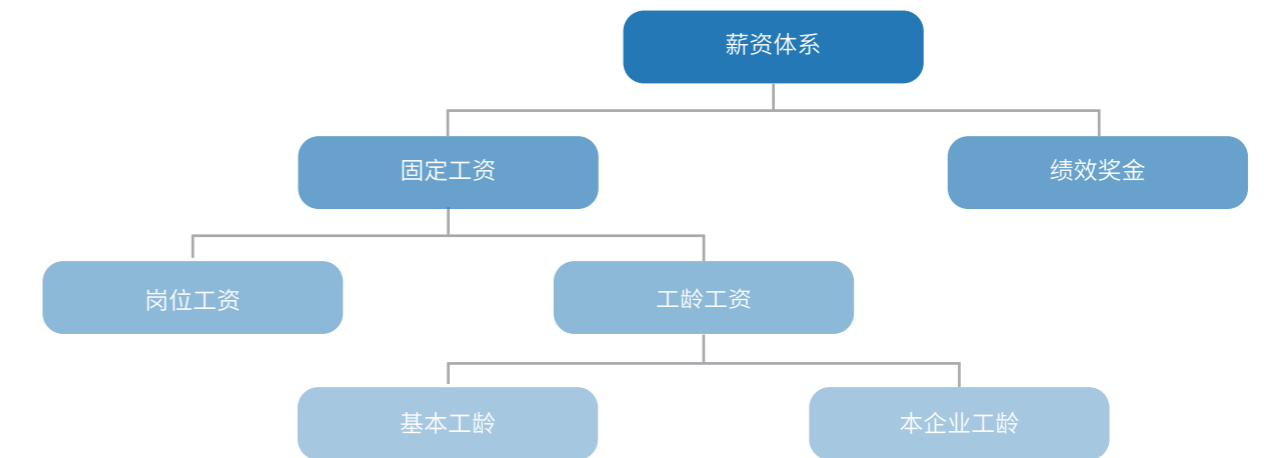 薪资体系
固定工资
绩效奖金
岗位工资
工龄工资
基本工龄
本企业工龄